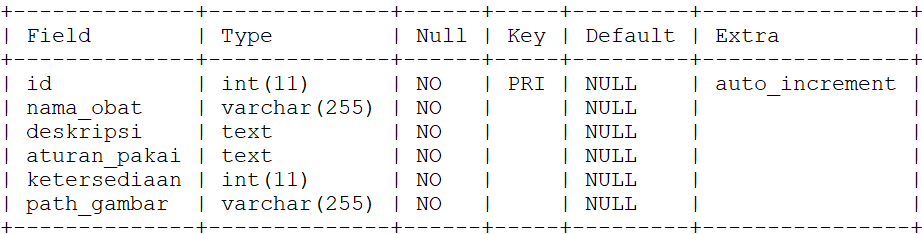 +--------------+--------------+------+-----+---------+----------------+
| Field        | Type         | Null | Key | Default | Extra          |
+--------------+--------------+------+-----+---------+----------------+
| id           | int(11)      | NO   | PRI | NULL    | auto_increment |
| nama_obat    | varchar(255) | NO   |     | NULL    |                |
| deskripsi    | text         | NO   |     | NULL    |                |
| aturan_pakai | text         | NO   |     | NULL    |                |
| ketersediaan | int(11)      | NO   |     | NULL    |                |
| path_gambar  | varchar(255) | NO   |     | NULL    |                |
+--------------+--------------+------+-----+---------+----------------+